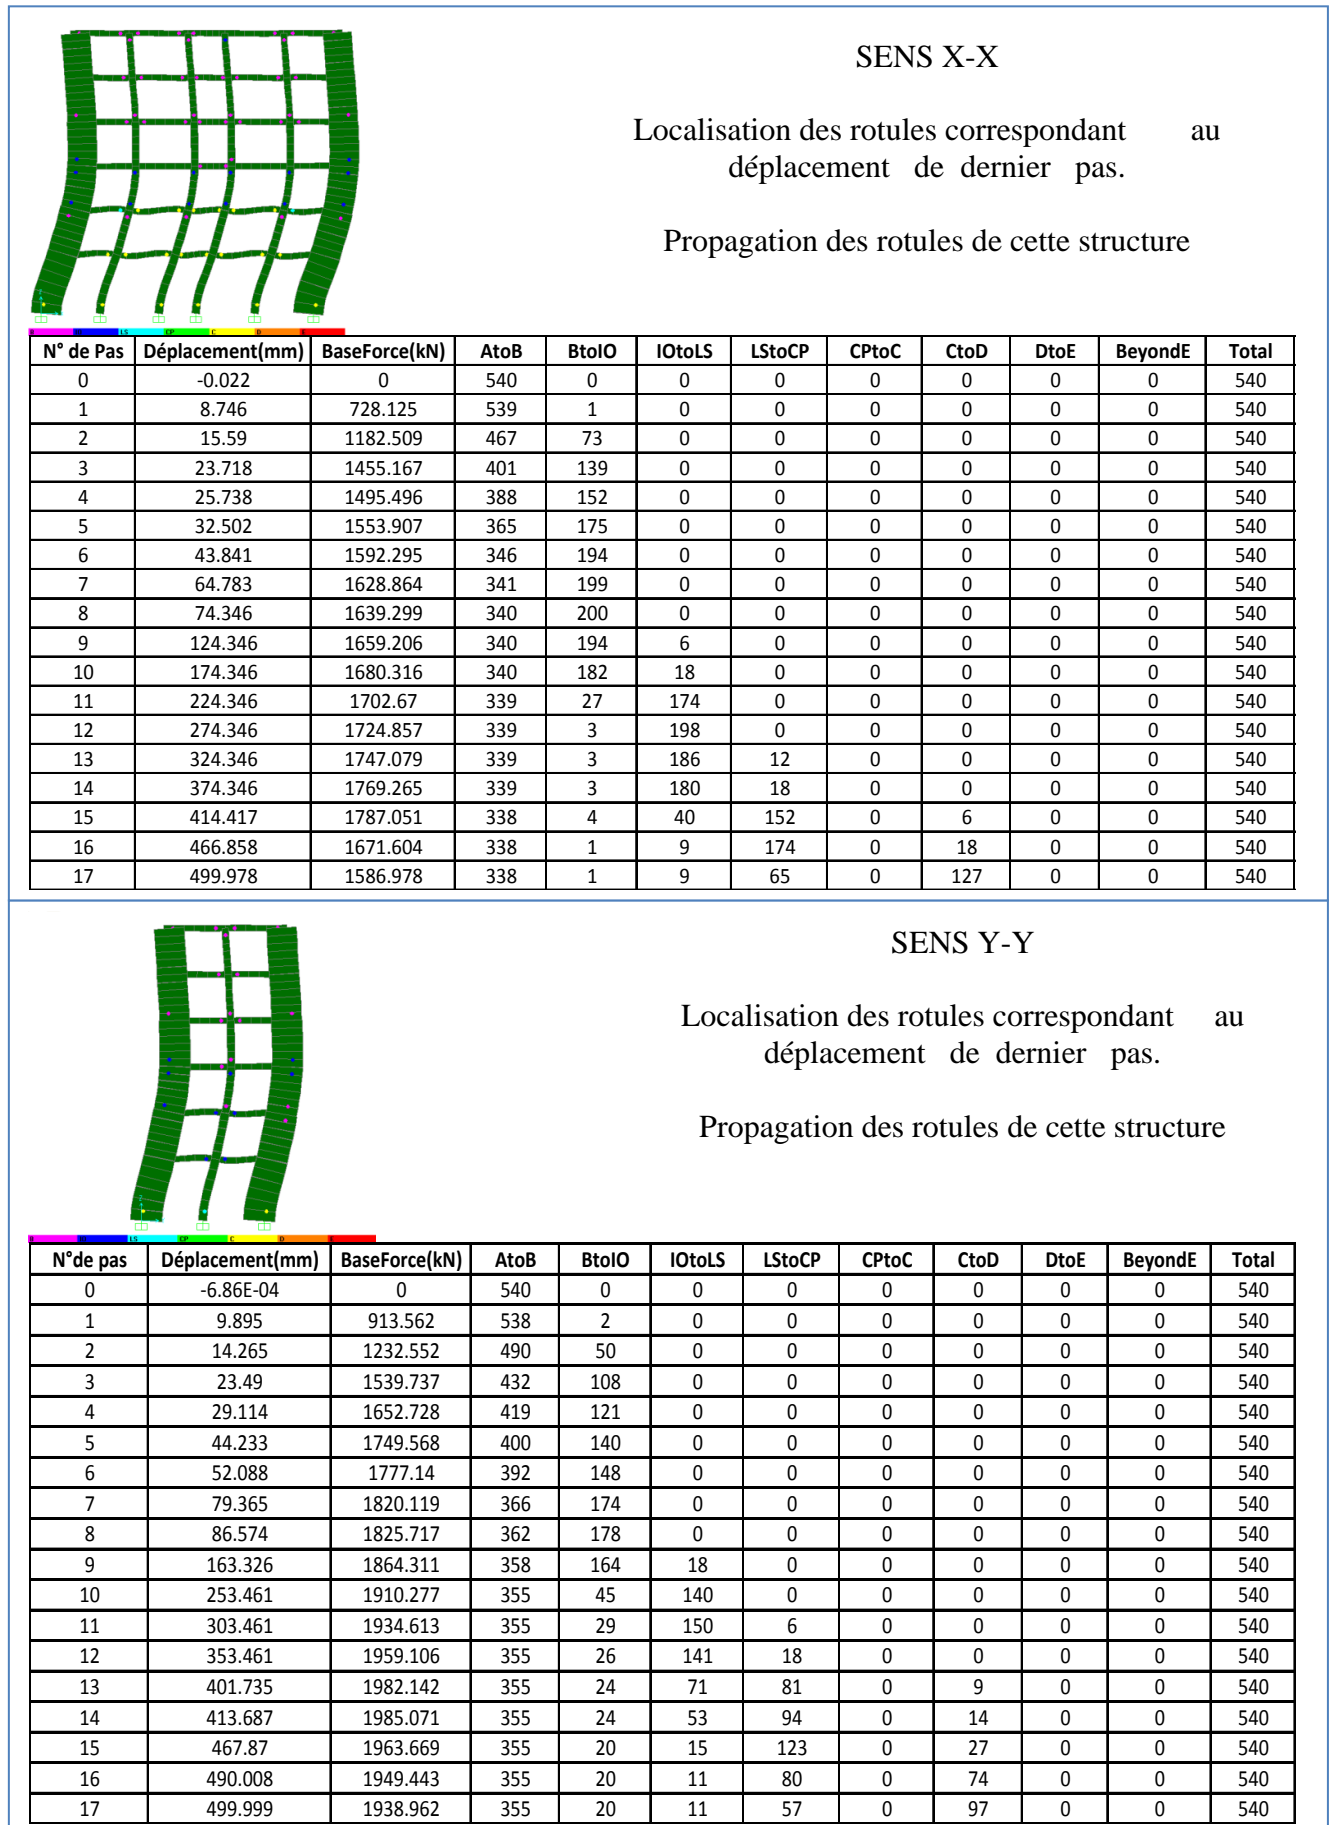 SENS X-X
Localisation des rotules correspondant au
déplacement de dernier pas.
Propagation des rotules de cette structure
LS CP C D
N° de Pas Déplacement(mm) BaseForce(kN) AtoB BtoIO IOtoLS LStoCP CPtoC CtoD DtoE BeyondE Total
0 -0.022 0 540 0 0 0 0 0 0 0 540
1 8.746 728.125 539 1 0 0 0 0 0 0 540
2 15.59 1182.509 467 73 0 0 0 0 0 0 540
3 23.718 1455.167 401 139 0 0 0 0 0 0 540
4 25.738 1495.496 388 152 0 0 0 0 0 0 540
5 32.502 1553.907 365 175 0 0 0 0 0 0 540
6 43.841 1592.295 346 194 0 0 0 0 0 0 540
7 64.783 1628.864 341 199 0 0 0 0 0 0 540
8 74.346 1639.299 340 200 0 0 0 0 0 0 540
9 124.346 1659.206 340 194 6 0 0 0 0 0 540
10 174.346 1680.316 340 182 18 0 0 0 0 0 540
11 224.346 1702.67 339 27 174 0 0 0 0 0 540
12 274.346 1724.857 339 3 198 0 0 0 0 0 540
13 324.346 1747.079 339 3 186 12 0 0 0 0 540
14 374.346 1769.265 339 3 180 18 0 0 0 0 540
15 414.417 1787.051 338 4 40 152 0 6 0 0 540
16 466.858 1671.604 338 1 9 174 0 18 0 0 540
17 499.978 1586.978 338 1 9 65 0 127 0 0 540
SENS Y-Y
Localisation des rotules correspondant au
déplacement de dernier pas.
Propagation des rotules de cette structure
LS CP C D
N°de pas Déplacement(mm) BaseForce(kN) AtoB BtoIO IOtoLS LStoCP CPtoC CtoD DtoE BeyondE Total
0 -6.86E-04 0 540 0 0 0 0 0 0 0 540
1 9.895 913.562 538 2 0 0 0 0 0 0 540
2 14.265 1232.552 490 50 0 0 0 0 0 0 540
3 23.49 1539.737 432 108 0 0 0 0 0 0 540
4 29.114 1652.728 419 121 0 0 0 0 0 0 540
5 44.233 1749.568 400 140 0 0 0 0 0 0 540
6 52.088 1777.14 392 148 0 0 0 0 0 0 540
7 79.365 1820.119 366 174 0 0 0 0 0 0 540
8 86.574 1825.717 362 178 0 0 0 0 0 0 540
9 163.326 1864.311 358 164 18 0 0 0 0 0 540
10 253.461 1910.277 355 45 140 0 0 0 0 0 540
11 303.461 1934.613 355 29 150 6 0 0 0 0 540
12 353.461 1959.106 355 26 141 18 0 0 0 0 540
13 401.735 1982.142 355 24 71 81 0 9 0 0 540
14 413.687 1985.071 355 24 53 94 0 14 0 0 540
15 467.87 1963.669 355 20 15 123 0 27 0 0 540
16 490.008 1949.443 355 20 11 80 0 74 0 0 540
17 499.999 1938.962 355 20 11 57 0 97 0 0 540